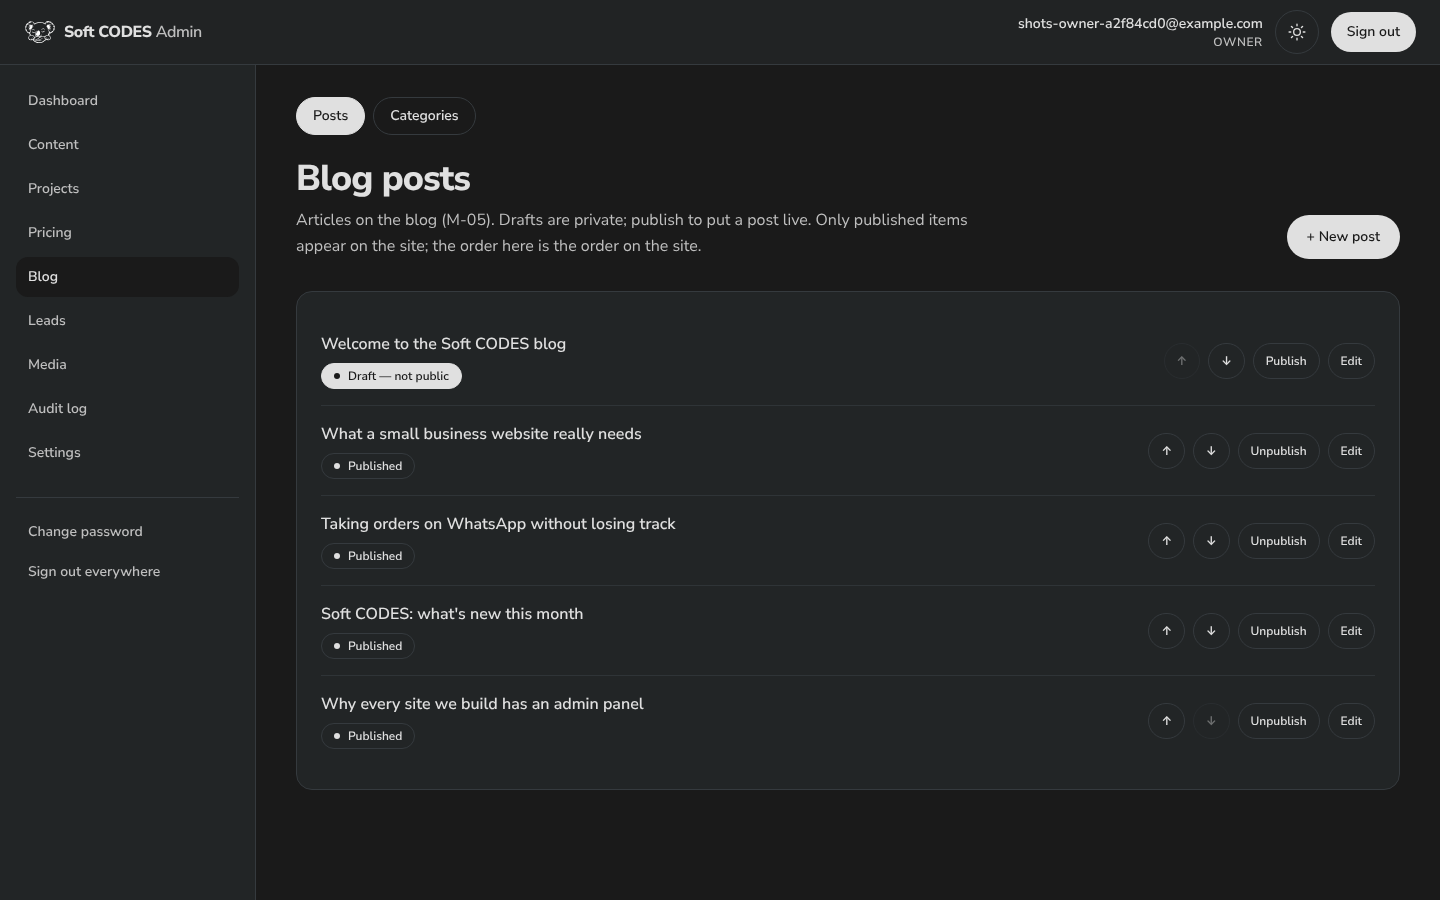 Soft CODES Admin
shots-owner-a2f84cd0@example.com
OWNER
Sign out
Dashboard
Content
Projects
Pricing
Blog
Leads
Media
Audit log
Settings
Change password
Sign out everywhere
Posts
Categories
Blog posts
Articles on the blog (M-05). Drafts are private; publish to put a post live. Only published items
appear on the site; the order here is the order on the site.
+ New post
Welcome to the Soft CODES blog
Draft — not public
↑ ↓ Publish Edit
What a small business website really needs
Published
↑ ↓ Unpublish Edit
Taking orders on WhatsApp without losing track
Published
↑ ↓ Unpublish Edit
Soft CODES: what's new this month
Published
↑ ↓ Unpublish Edit
Why every site we build has an admin panel
Published
↑ ↓ Unpublish Edit